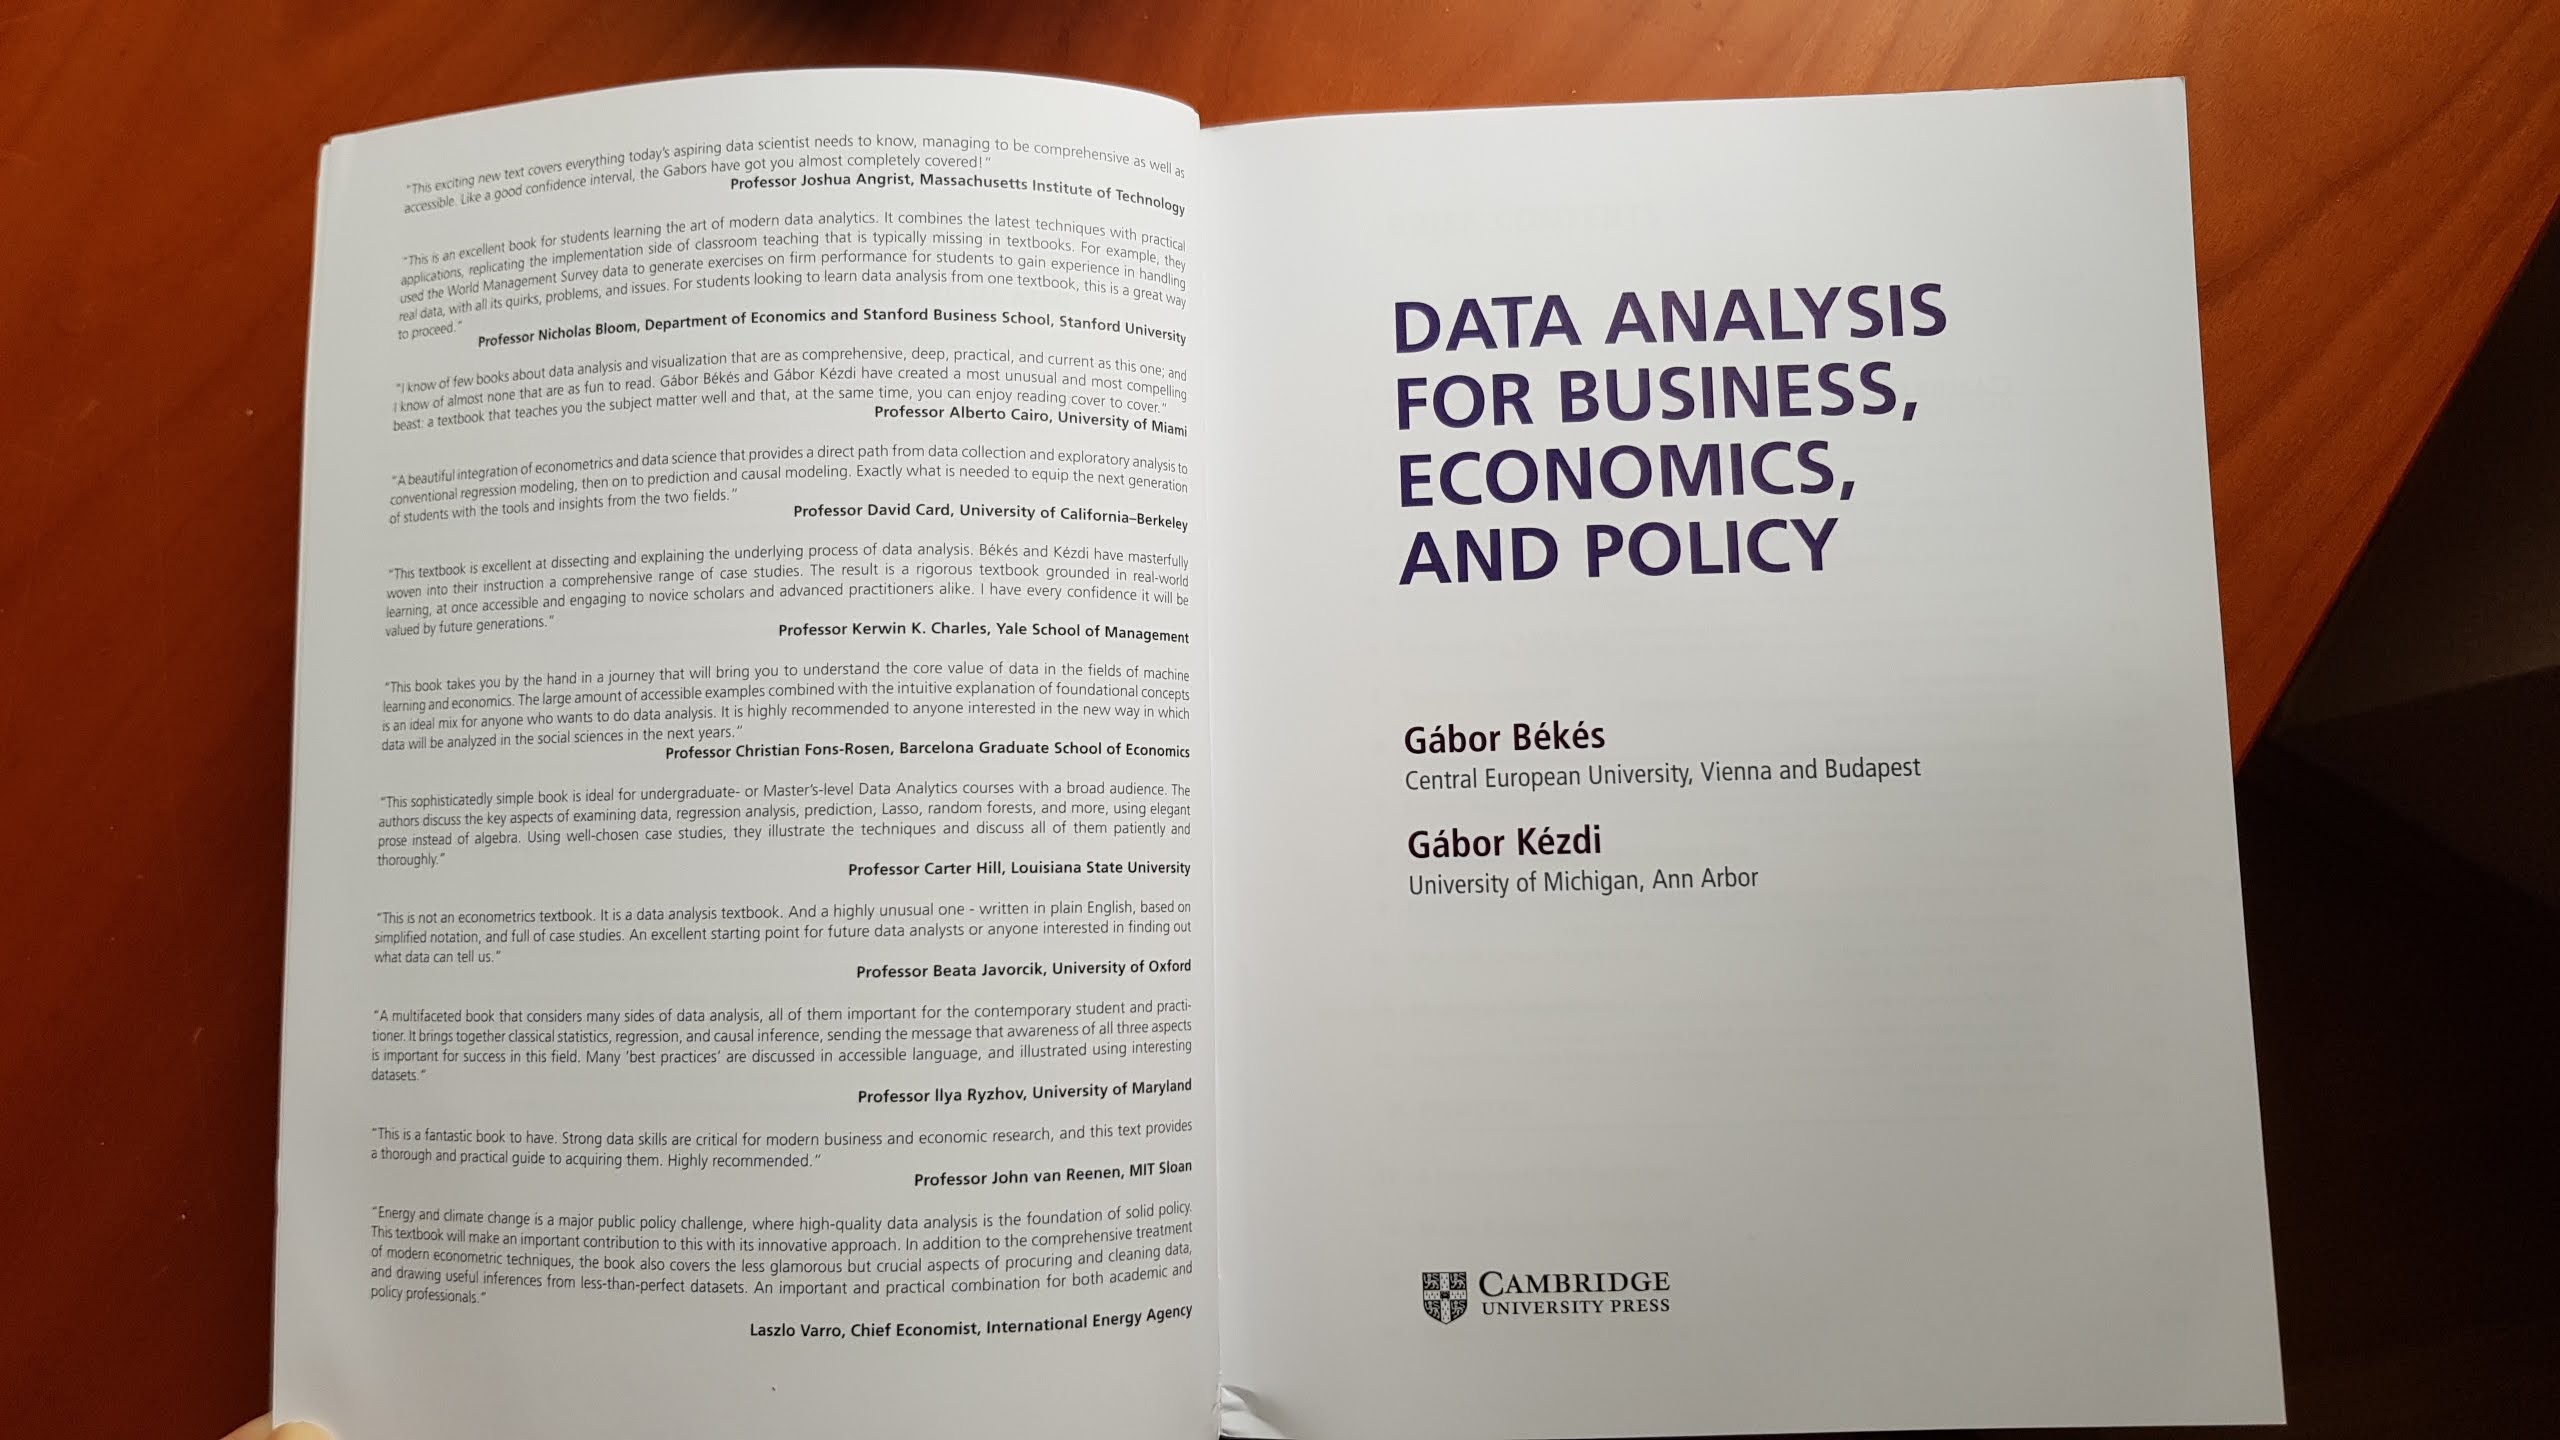 "This exciting new text covers everything today's aspiring data scientist needs to know, managing to be comprehensive as well as
accessible. Like a good confidence interval, the Gabors have got you almost completely covered!"
Professor Joshua Angrist, Massachusetts Institute of Technology
"This is an excellent book for students learning the art of modern data analytics. It combines the latest techniques with practical
applications, replicating the implementation side of classroom teaching that is typically missing in textbooks. For example, they
used the World Management Survey data to generate exercises on firm performance for students to gain experience in handling
real data, with all its quirks, problems, and issues. For students looking to learn data analysis from one textbook, this is a great way
to proceed."
Professor Nicholas Bloom, Department of Economics and Stanford Business School, Stanford University
"I know of few books about data analysis and visualization that are as comprehensive, deep, practical, and current as this one; and
I know of almost none that are as fun to read. Gábor Békés and Gábor Kézdi have created a most unusual and most compelling
beast: a textbook that teaches you the subject matter well and that, at the same time, you can enjoy reading cover to cover."
Professor Alberto Cairo, University of Miami
"A beautiful integration of econometrics and data science that provides a direct path from data collection and exploratory analysis to
conventional regression modeling, then on to prediction and causal modeling. Exactly what is needed to equip the next generation
of students with the tools and insights from the two fields."
Professor David Card, University of California–Berkeley
"This textbook is excellent at dissecting and explaining the underlying process of data analysis. Békés and Kézdi have masterfully
woven into their instruction a comprehensive range of case studies. The result is a rigorous textbook grounded in real-world
learning, at once accessible and engaging to novice scholars and advanced practitioners alike. I have every confidence it will be
valued by future generations."
Professor Kerwin K. Charles, Yale School of Management
"This book takes you by the hand in a journey that will bring you to understand the core value of data in the fields of machine
learning and economics. The large amount of accessible examples combined with the intuitive explanation of foundational concepts
is an ideal mix for anyone who wants to do data analysis. It is highly recommended to anyone interested in the new way in which
data will be analyzed in the social sciences in the next years."
Professor Christian Fons-Rosen, Barcelona Graduate School of Economics
"This sophisticatedly simple book is ideal for undergraduate- or Master's-level Data Analytics courses with a broad audience. The
authors discuss the key aspects of examining data, regression analysis, prediction, Lasso, random forests, and more, using elegant
prose instead of algebra. Using well-chosen case studies, they illustrate the techniques and discuss all of them patiently and
thoroughly."
Professor Carter Hill, Louisiana State University
"This is not an econometrics textbook. It is a data analysis textbook. And a highly unusual one - written in plain English, based on
simplified notation, and full of case studies. An excellent starting point for future data analysts or anyone interested in finding out
what data can tell us."
Professor Beata Javorcik, University of Oxford
"A multifaceted book that considers many sides of data analysis, all of them important for the contemporary student and practi-
tioner. It brings together classical statistics, regression, and causal inference, sending the message that awareness of all three aspects
is important for success in this field. Many 'best practices' are discussed in accessible language, and illustrated using interesting
datasets."
Professor Ilya Ryzhov, University of Maryland
"This is a fantastic book to have. Strong data skills are critical for modern business and economic research, and this text provides
a thorough and practical guide to acquiring them. Highly recommended."
Professor John van Reenen, MIT Sloan
"Energy and climate change is a major public policy challenge, where high-quality data analysis is the foundation of solid policy.
This textbook will make an important contribution to this with its innovative approach. In addition to the comprehensive treatment
of modern econometric techniques, the book also covers the less glamorous but crucial aspects of procuring and cleaning data,
and drawing useful inferences from less-than-perfect datasets. An important and practical combination for both academic and
policy professionals."
Laszlo Varro, Chief Economist, International Energy Agency
DATA ANALYSIS
FOR BUSINESS,
ECONOMICS,
AND POLICY
Gábor Békés
Central European University, Vienna and Budapest
Gábor Kézdi
University of Michigan, Ann Arbor
CAMBRIDGE
UNIVERSITY PRESS